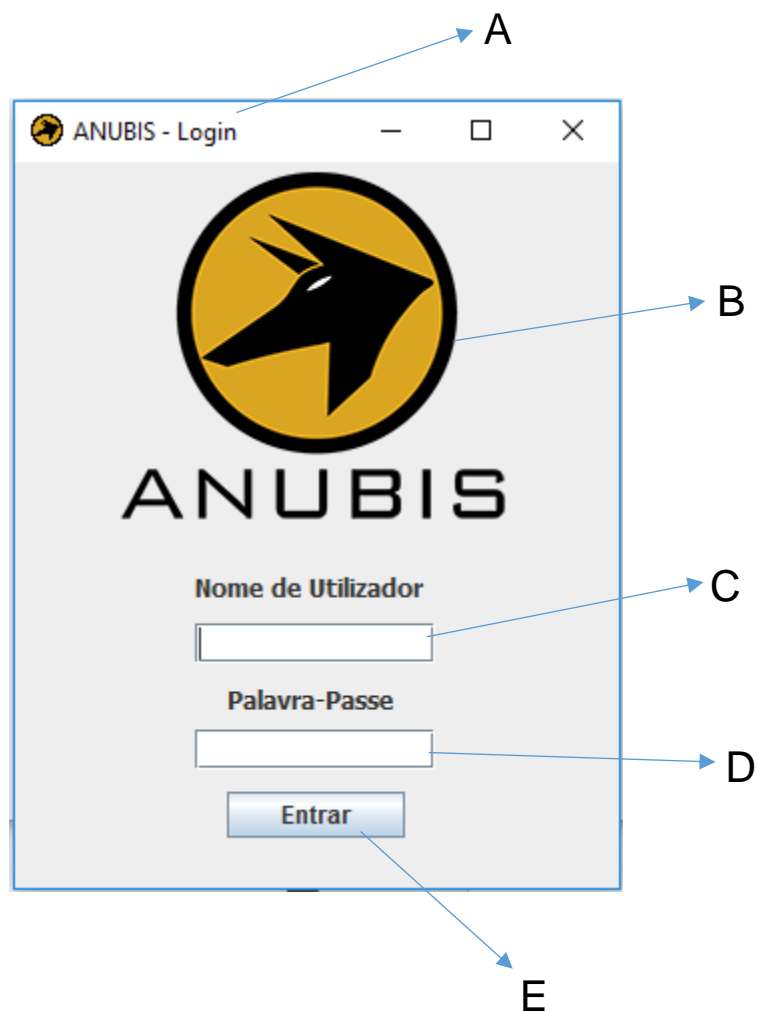 A
ANUBIS - Login
B
ANUBIS
Nome de Utilizador
C
Palavra-Passe
D
Entrar
E